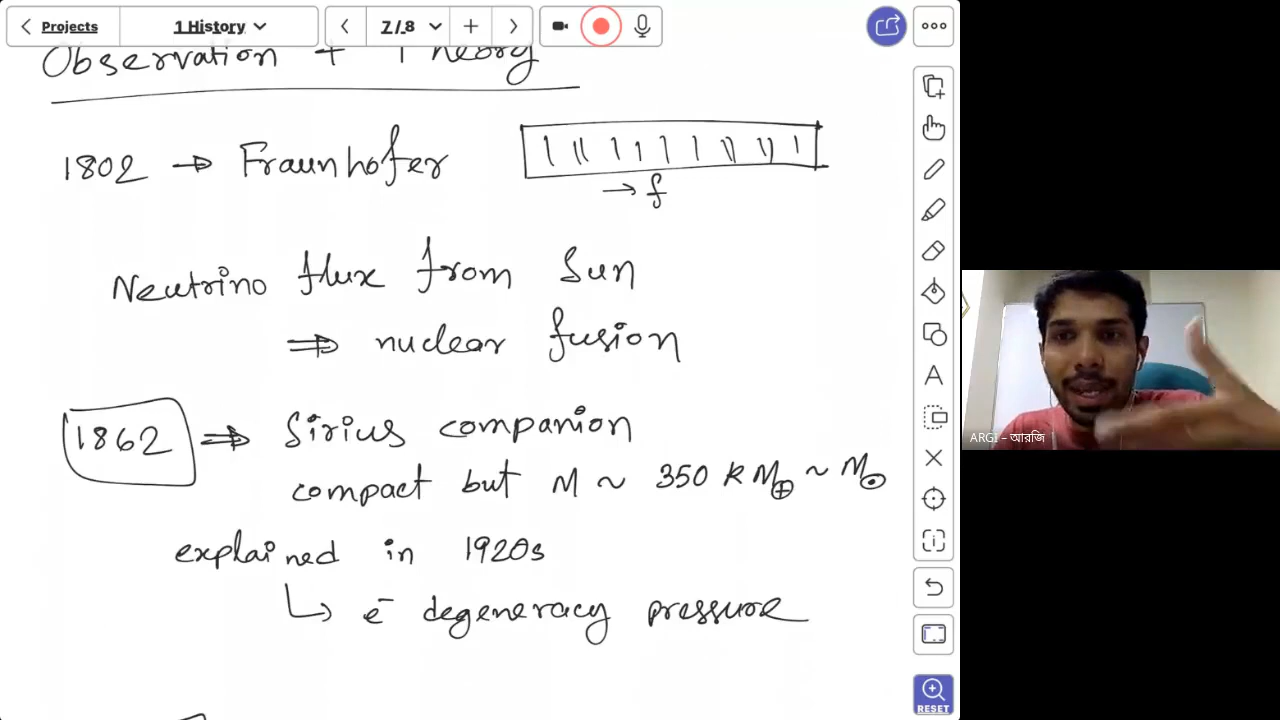 Projects
1 History
7/8
Observation + Theory
1802 → Fraunhofer
→ f
Neutrino flux from Sun
⇒ nuclear fusion
1862 ⇒ Sirius companion
compact but M ~ 350 k M⊕ ~ M⊙
explained in 1920s
↳ e⁻ degeneracy pressure
A
RESET
ARGI – আরজি